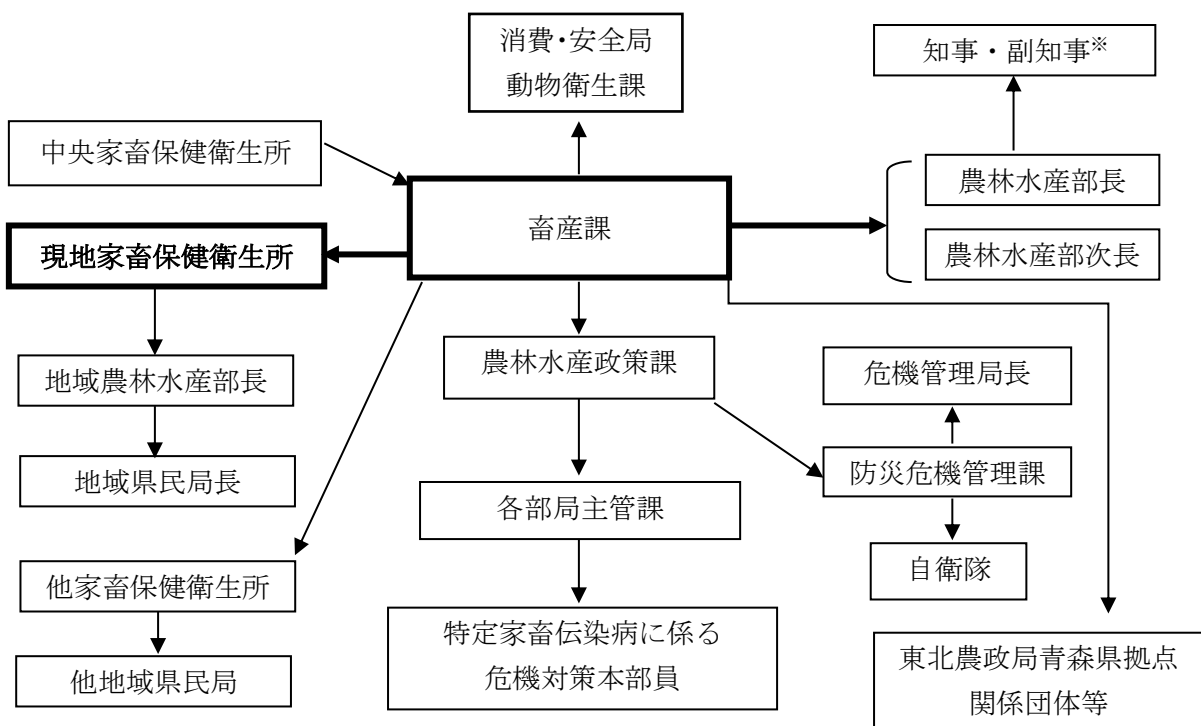 消費・安全局
動物衛生課
知事・副知事※
中央家畜保健衛生所
畜産課
農林水産部長
農林水産部次長
現地家畜保健衛生所
地域農林水産部長
地域県民局長
農林水産政策課
危機管理局長
防災危機管理課
各部局主管課
自衛隊
他家畜保健衛生所
他地域県民局
特定家畜伝染病に係る
危機対策本部員
東北農政局青森県拠点
関係団体等